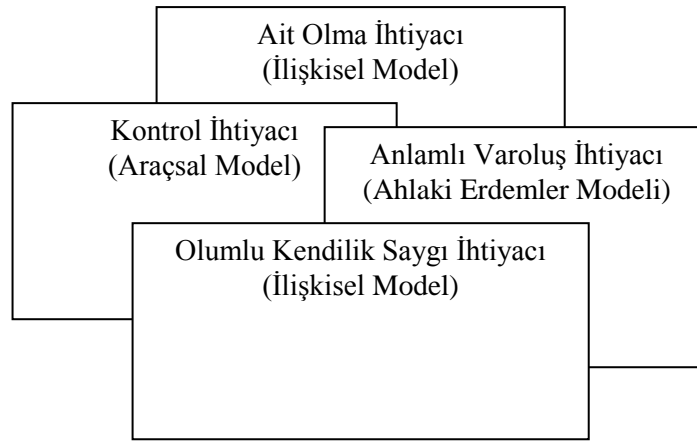 Ait Olma İhtiyacı
(İlişkisel Model)
Kontrol İhtiyacı
(Araçsal Model)
Anlamlı Varoluş İhtiyacı
(Ahlaki Erdemler Modeli)
Olumlu Kendilik Saygı İhtiyacı
(İlişkisel Model)